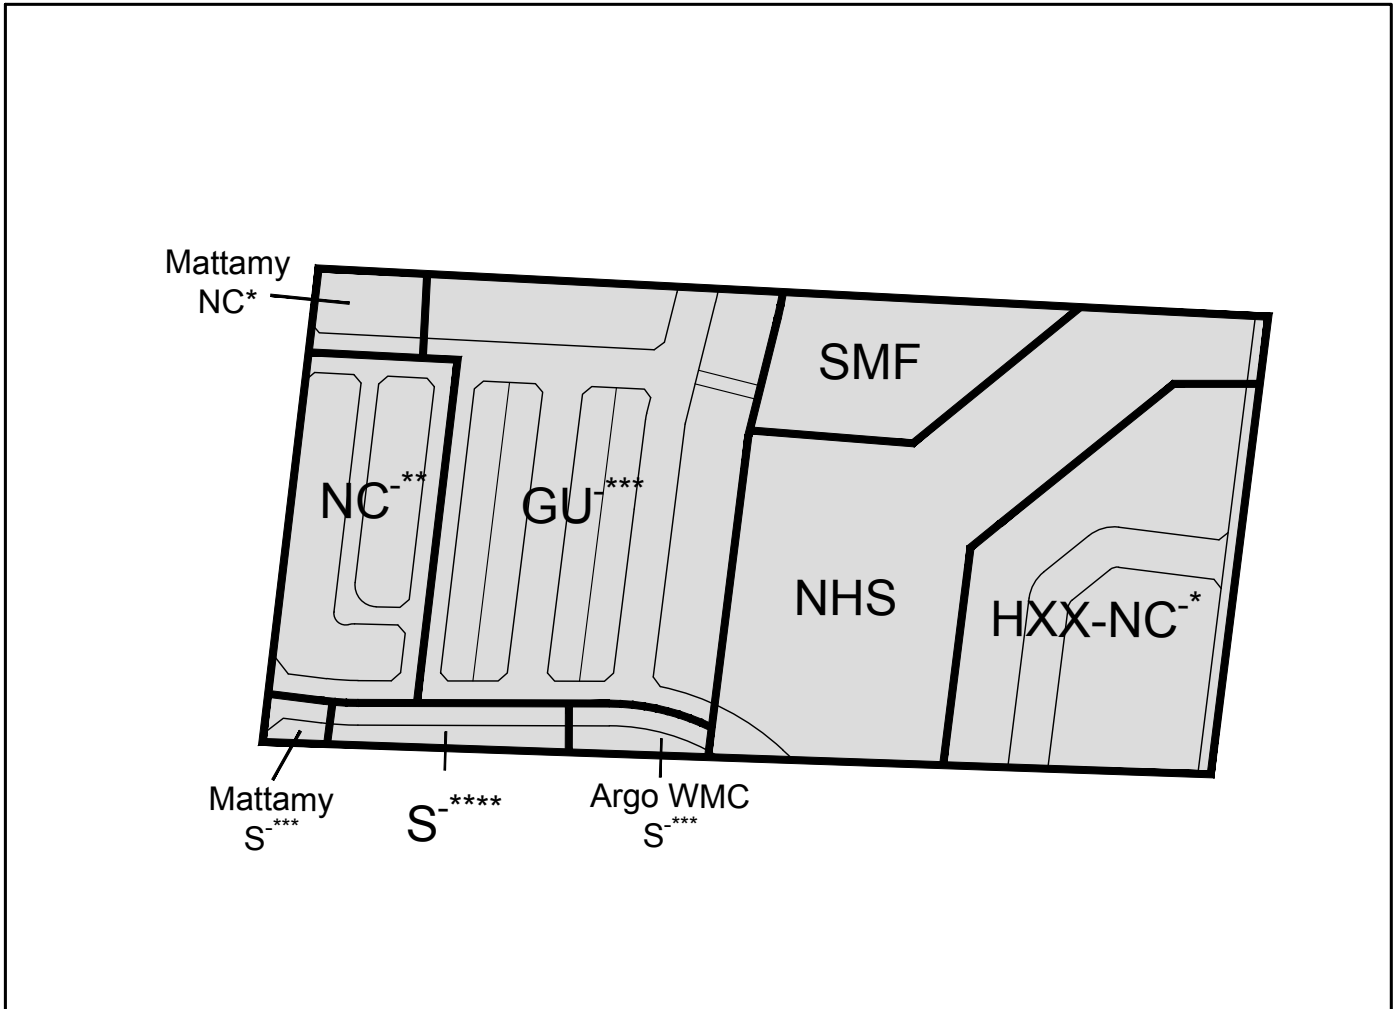 Mattamy
NC*
SMF
NC-**
GU-***
NHS
HXX-NC-*
Mattamy
S-***
S-****
Argo WMC
S-***